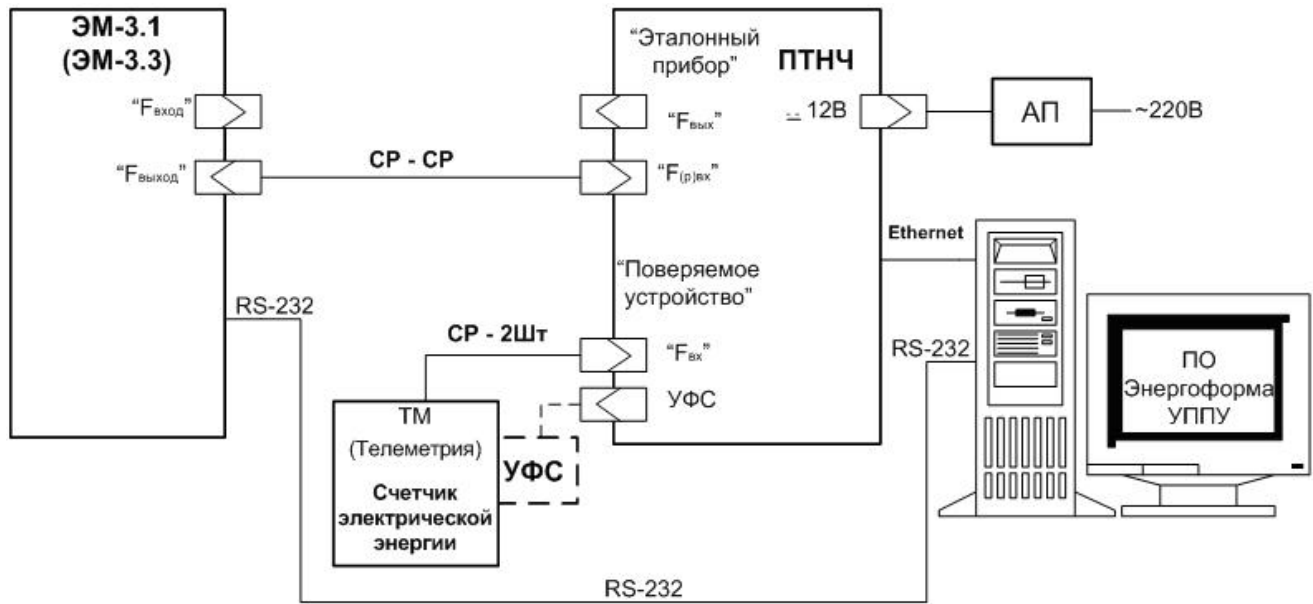 ЭМ-3.1
(ЭМ-3.3)
“Fвход”
“Fвыход”
СР - СР
“Эталонный
прибор”
ПТНЧ
“Fвых”
“F(р)вх”
-- 12В
АП
~220В
Ethernet
“Поверяемое
устройство”
RS-232
СР - 2Шт
“Fвх”
УФС
RS-232
ПО
Энергоформа
УППУ
ТМ
(Телеметрия)
Счетчик
электрической
энергии
УФС
RS-232